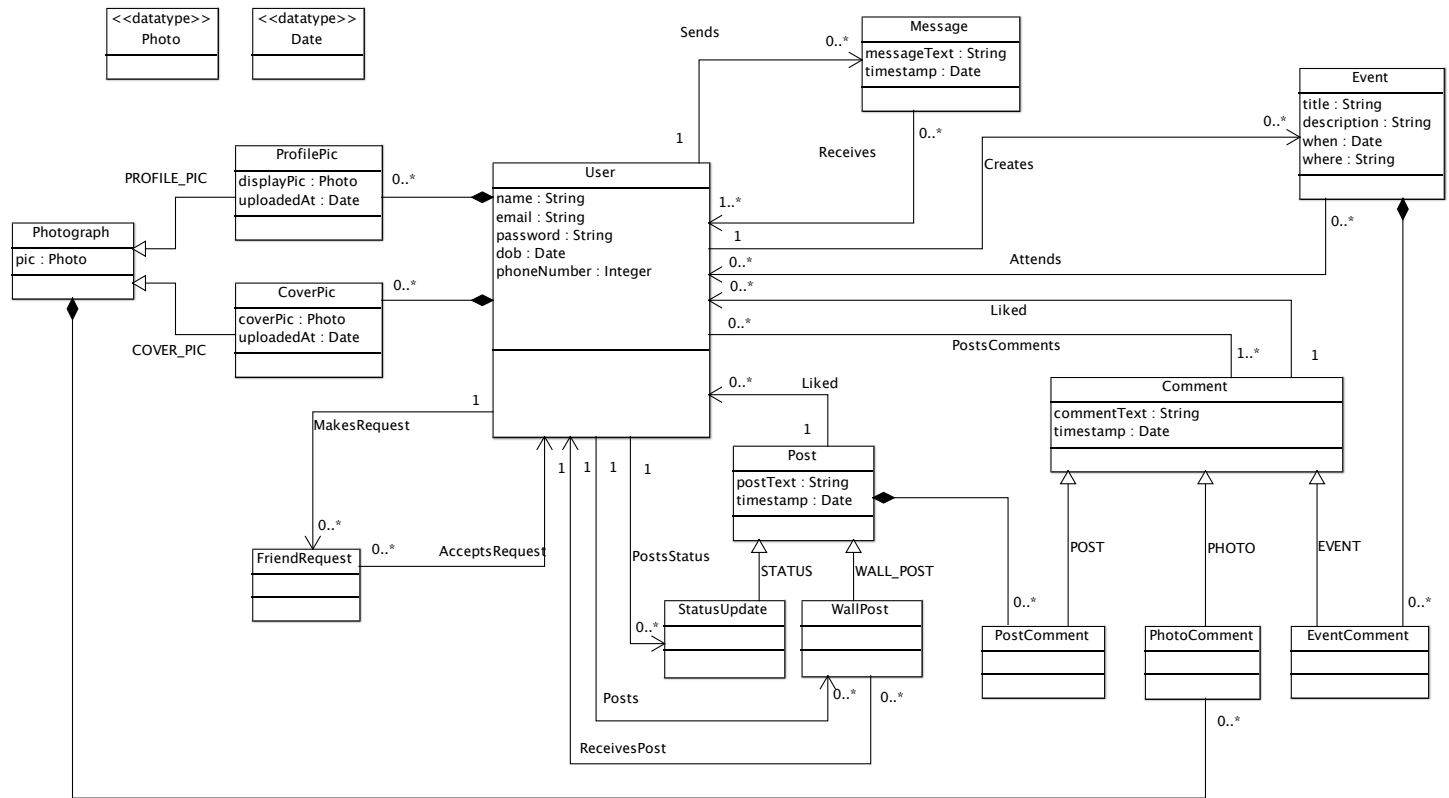 <<datatype>>
Photo
<<datatype>>
Date
Message
messageText : String
timestamp : Date
Sends
0..*
1
Receives
0..*
1..*
Event
title : String
description : String
when : Date
where : String
0..*
Creates
1
0..*
Attends
0..*
ProfilePic
displayPic : Photo
uploadedAt : Date
PROFILE_PIC
0..*
User
name : String
email : String
password : String
dob : Date
phoneNumber : Integer
Photograph
pic : Photo
CoverPic
coverPic : Photo
uploadedAt : Date
COVER_PIC
0..*
0..*
Liked
1
0..*
PostsComments
1..*
Comment
commentText : String
timestamp : Date
0..*
Liked
1
Post
postText : String
timestamp : Date
1
MakesRequest
0..*
FriendRequest
0..*
AcceptsRequest
1
1
1
1
PostsStatus
0..*
STATUS
WALL_POST
StatusUpdate
WallPost
POST
PHOTO
EVENT
0..*
0..*
PostComment
PhotoComment
EventComment
Posts
0..*
0..*
ReceivesPost
0..*